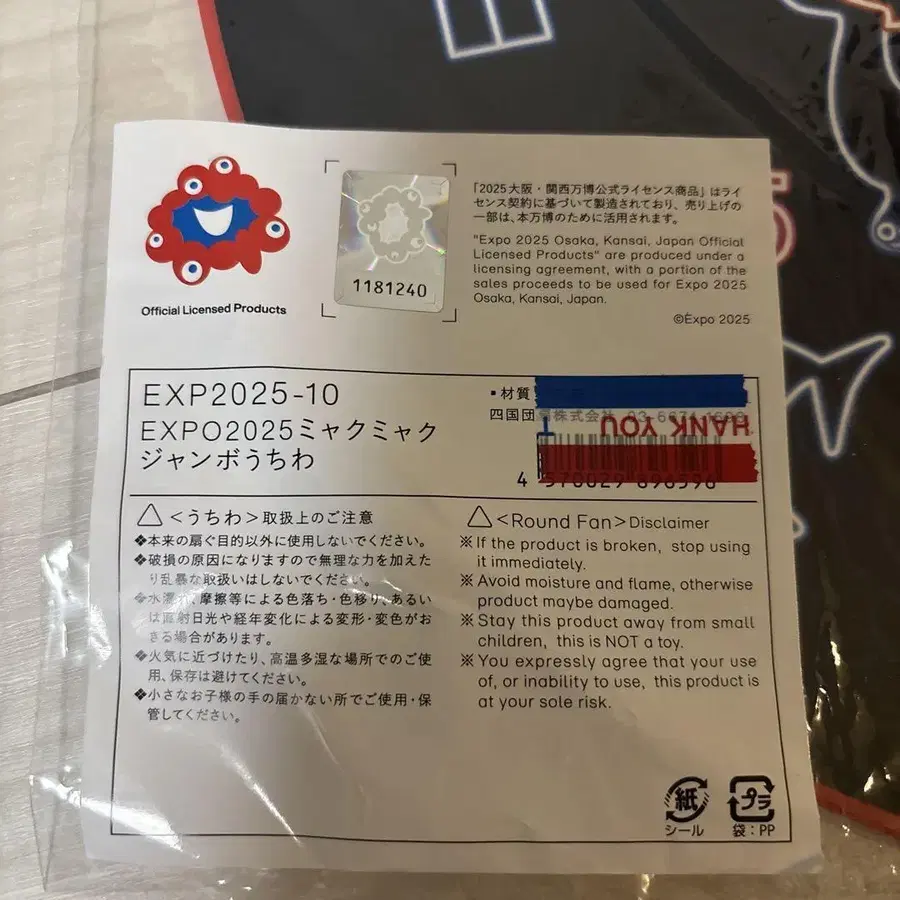 Official Licensed Products
1181240
「2025大阪・関西万博公式ライセンス商品」はライ
センス契約に基づいて製造されており、売り上げの
一部は、本万博のために活用されます。
"Expo 2025 Osaka, Kansai, Japan Official
Licensed Products" are produced under a
licensing agreement, with a portion of the
sales proceeds to be used for Expo 2025
Osaka, Kansai, Japan.
©Expo 2025
EXP2025-10
EXPO2025ミャクミャク
ジャンボうちわ
・材質
四国団扇株式会社 03-6671-1698
THANK YOU
4 570029 896596
△<うちわ>取扱上のご注意
❖本来の扇ぐ目的以外に使用しないでください。
❖破損の原因になりますので無理な力を加えた
り乱暴な取扱いはしないでください。
❖水濡れ、摩擦等による色落ち・色移り、あるい
は直射日光や経年変化による変形・変色がお
きる場合があります。
❖火気に近づけたり、高温多湿な場所でのご使
用、保存は避けてください。
❖小さなお子様の手の届かない所でご使用・保
管してください。
△<Round Fan>Disclaimer
※If the product is broken, stop using
it immediately.
※Avoid moisture and flame, otherwise
product maybe damaged.
※Stay this product away from small
children, this is NOT a toy.
※You expressly agree that your use
of, or inability to use, this product is
at your sole risk.
紙
シール
プラ
袋：PP